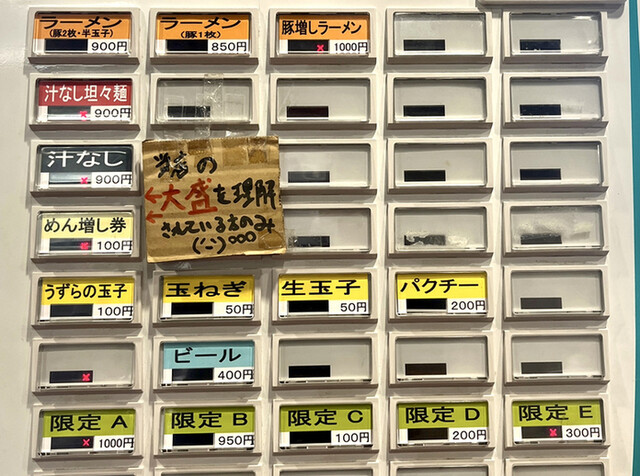 ラーメン
(豚2枚・半玉子)
900円
ラーメン
(豚1枚)
850円
豚増しラーメン
×1000円
汁なし坦々麺
×900円
汁なし
×900円
当店の
←大盛を理解
←されている方のみ
(∵)°°°
めん増し券
×100円
うずらの玉子
100円
玉ねぎ
50円
生玉子
50円
パクチー
200円
×
ビール
400円
限定A
×1000円
限定B
950円
限定C
100円
限定D
200円
限定E
×300円